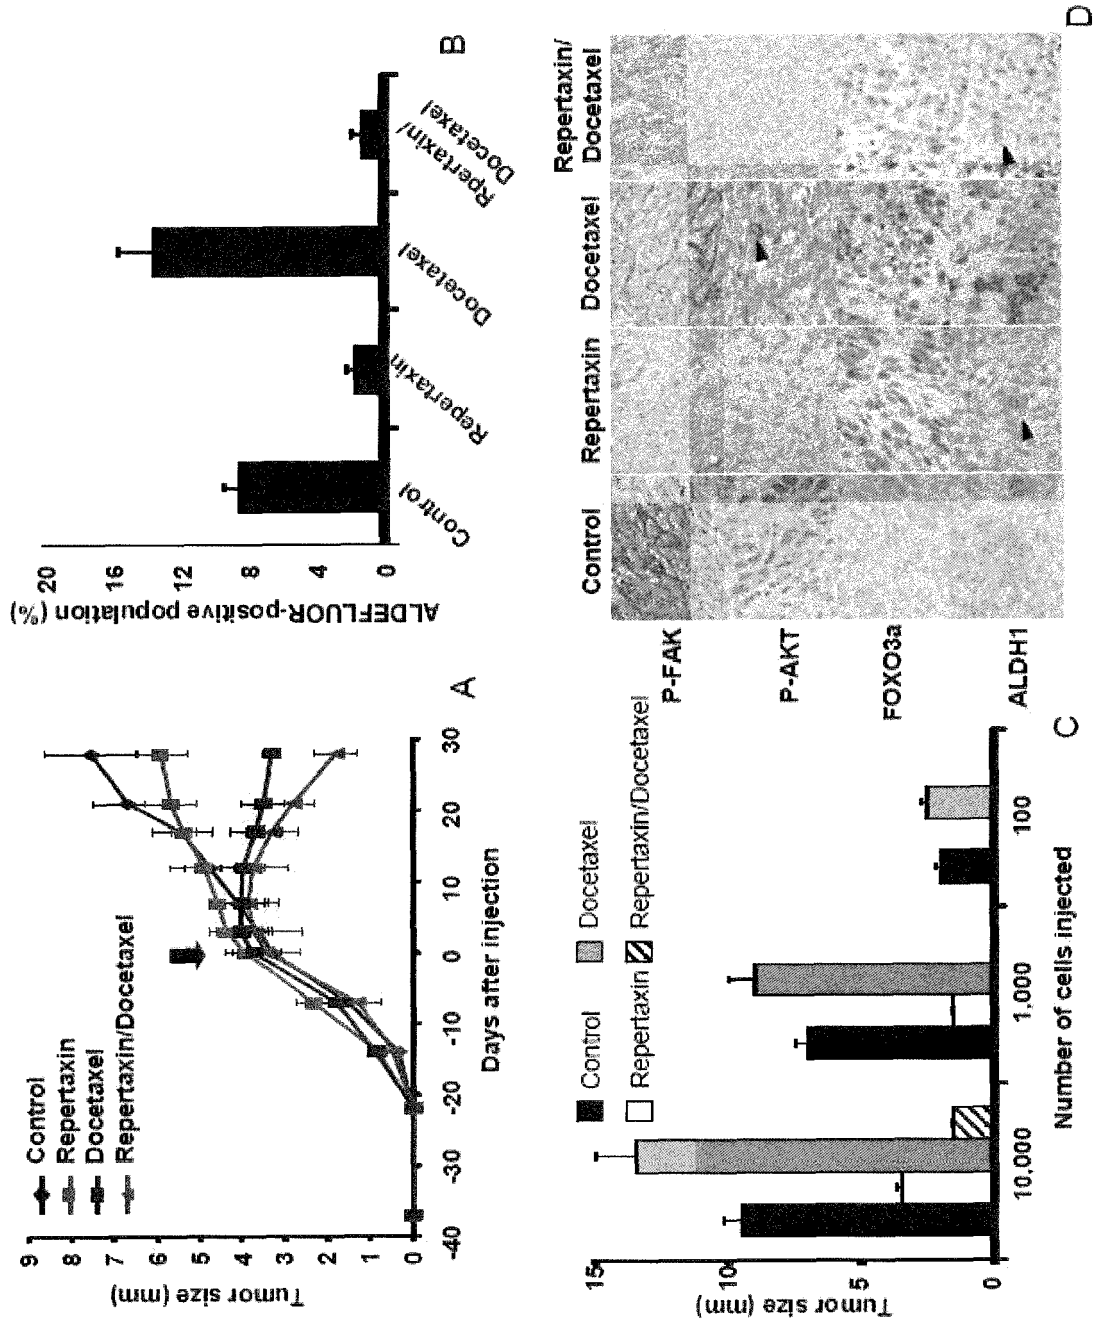 Control
Repertaxin
Docetaxel
Repertaxin/Docetaxel
Tumor size (mm)
9
8
7
6
5
4
3
2
1
0
-40
-30
-20
-10
0
10
20
30
Days after injection
A
ALDEFLUOR-positive population (%)
20
16
12
8
4
0
Control
Repertaxin
Docetaxel
Rpertaxin/
Docetaxel
B
Control
Docetaxel
Repertaxin
Repertaxin/Docetaxel
Tumor size (mm)
15
10
5
0
10,000
1,000
100
Number of cells injected
C
Control
Repertaxin
Docetaxel
Repertaxin/
Docetaxel
P-FAK
P-AKT
FOXO3a
ALDH1
D